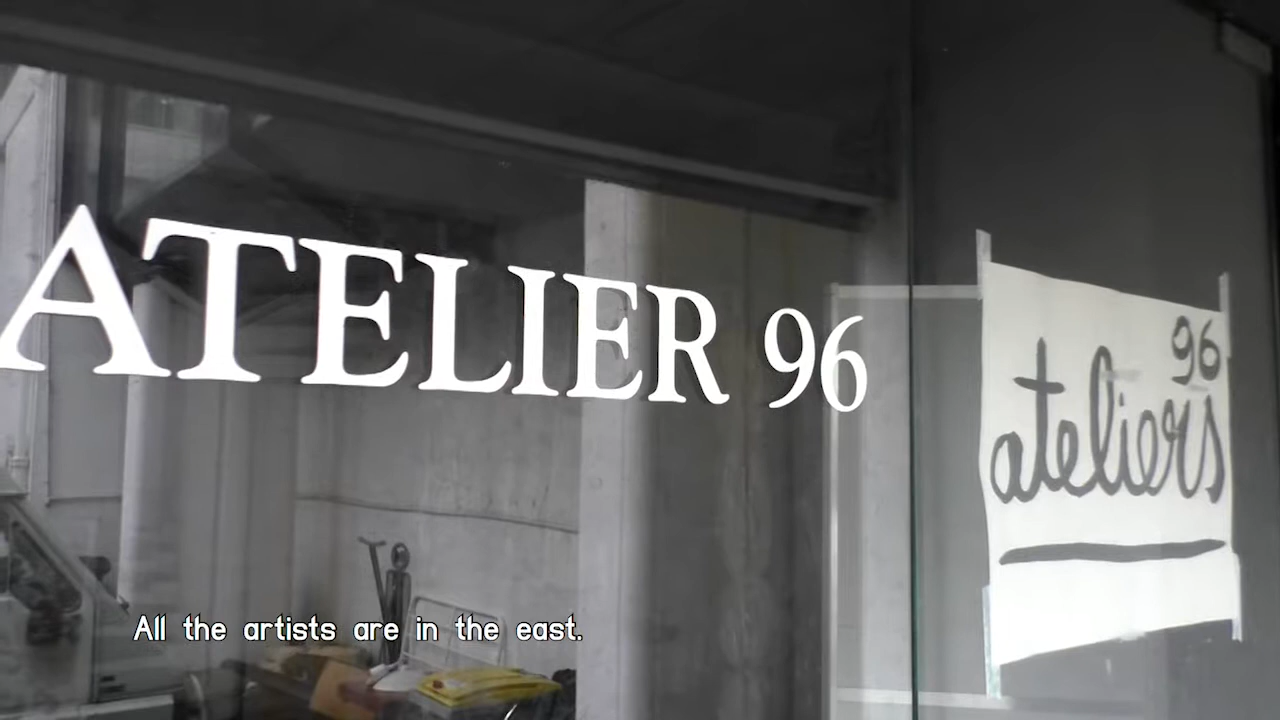 ATELIER 96
96
ateliers
All the artists are in the east.